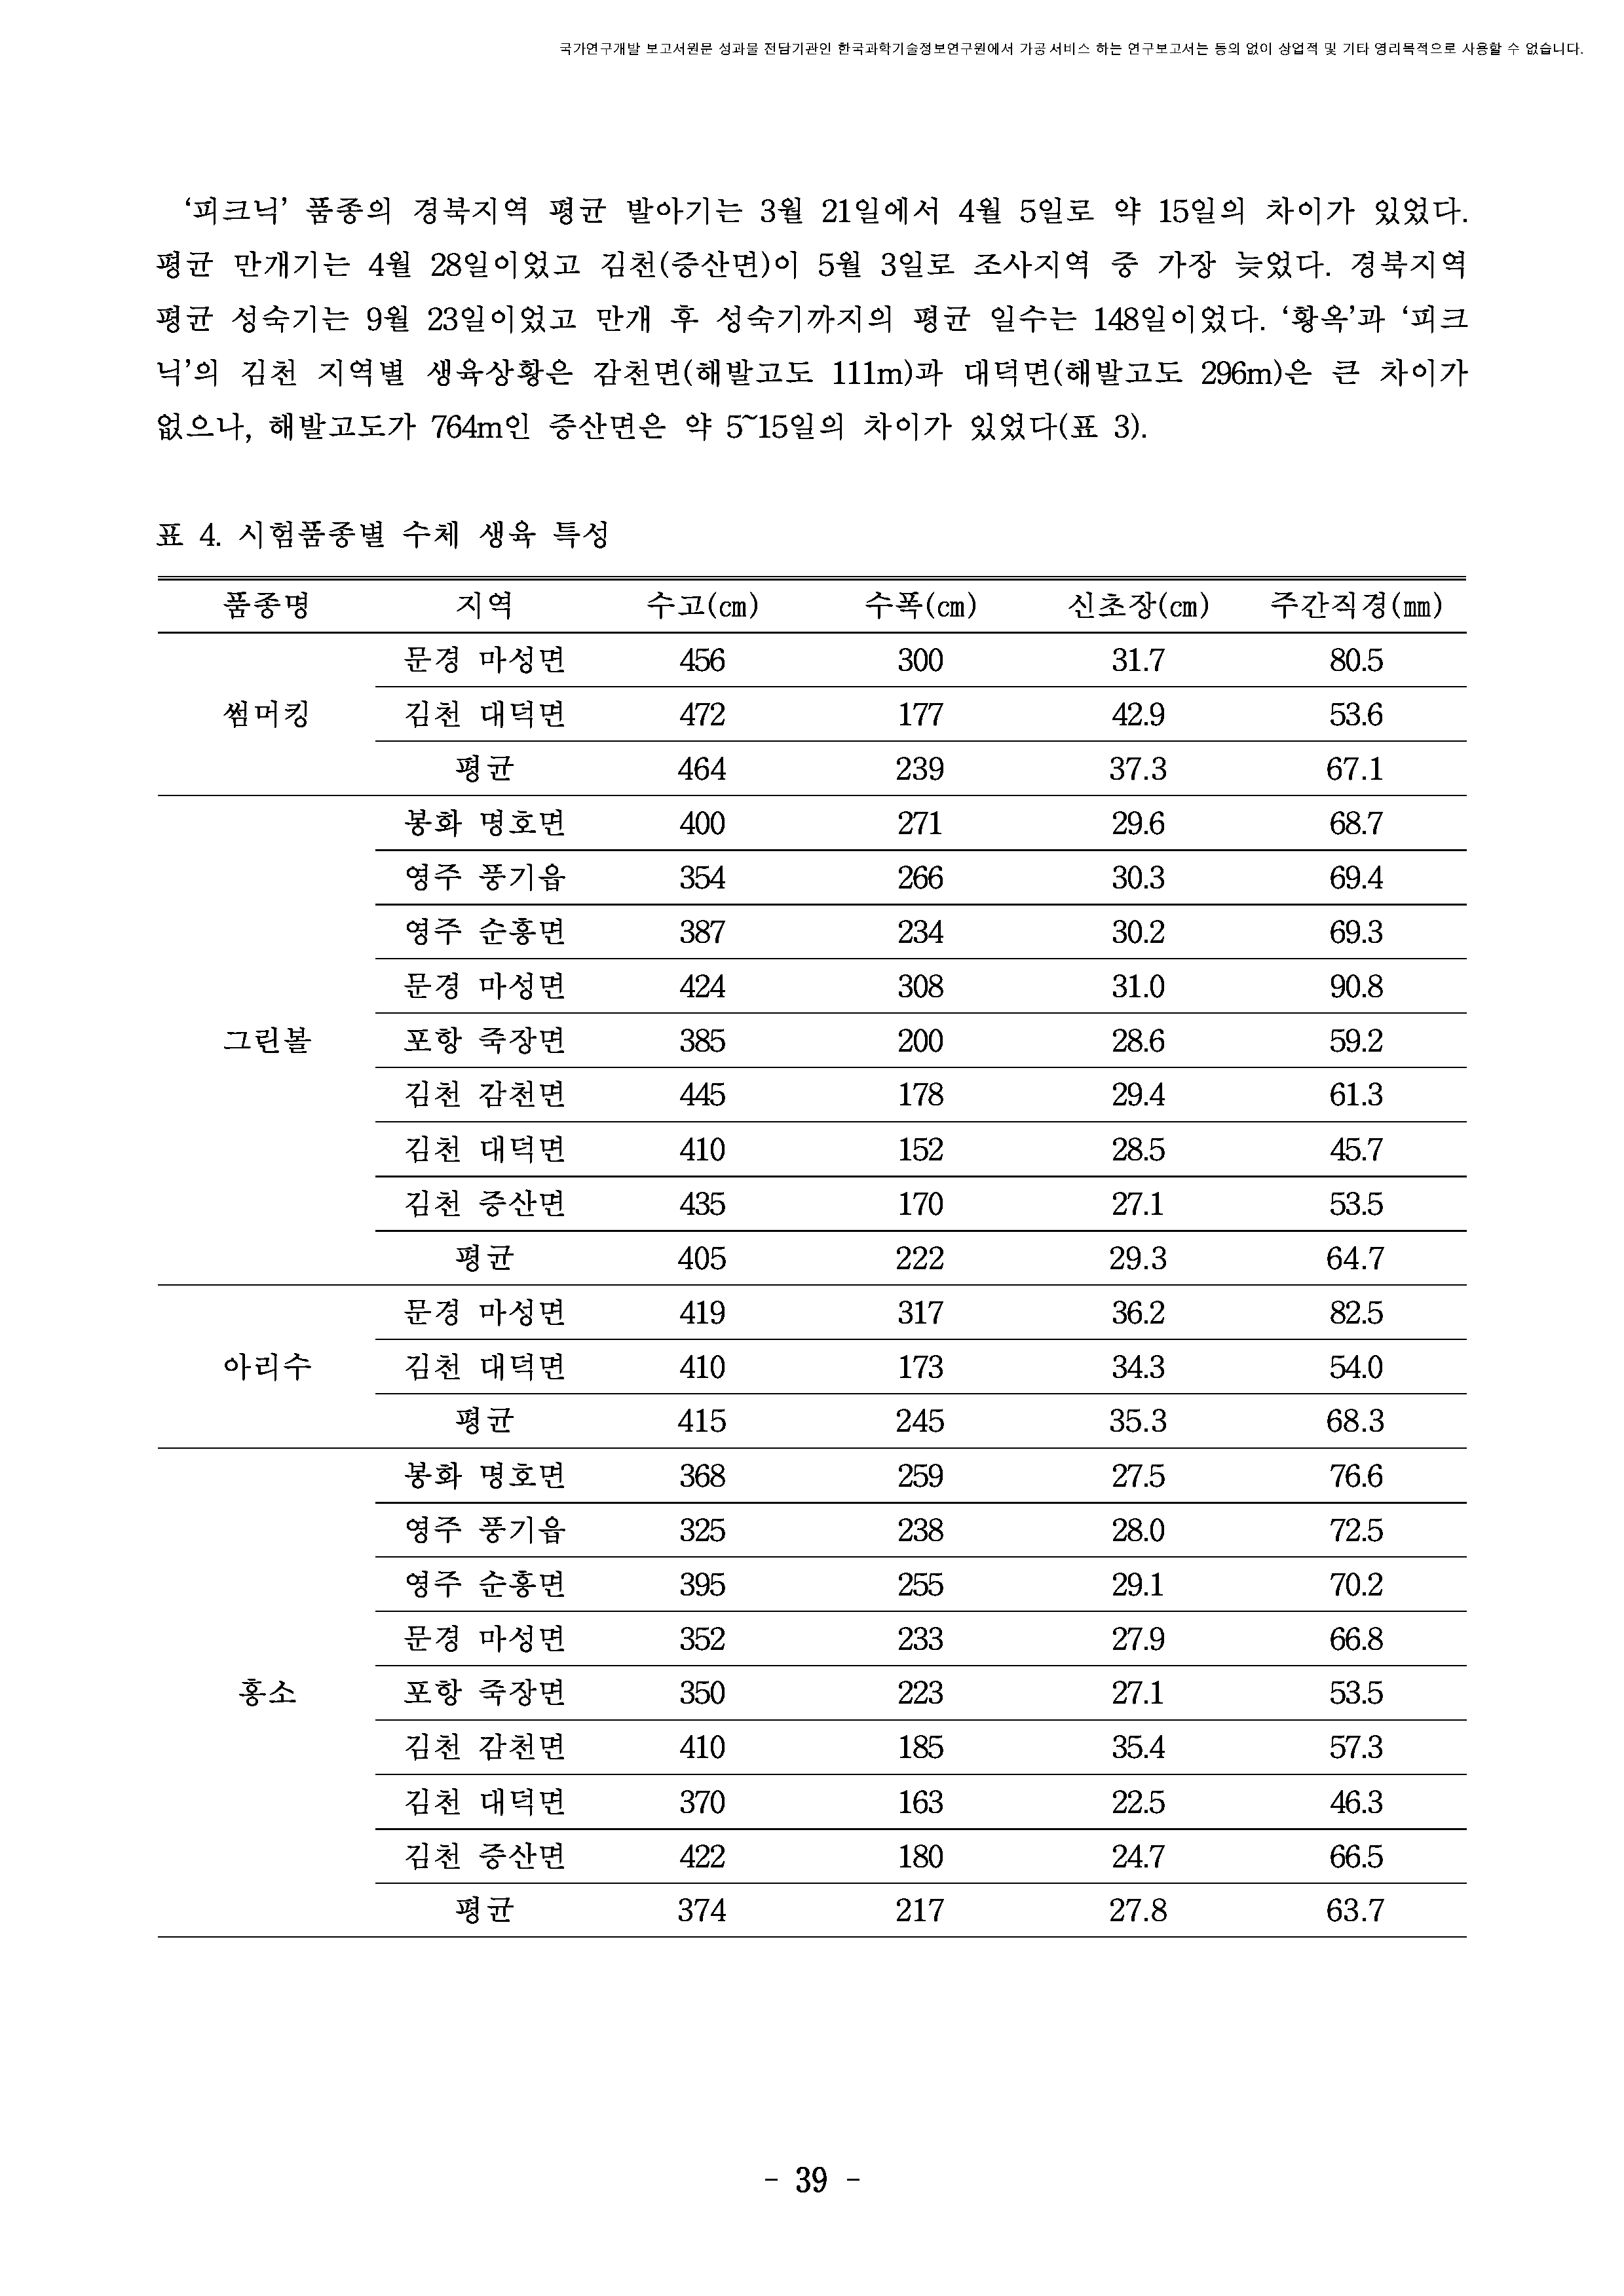 국가연구개발 보고서원문 성과물 전담기관인 한국과학기술정보연구원에서 가공·서비스 하는 연구보고서는 동의 없이 상업적 및 기타 영리목적으로 사용할 수 없습니다.
‘피크닉’ 품종의 경북지역 평균 발아기는 3월 21일에서 4월 5일로 약 15일의 차이가 있었다.
평균 만개기는 4월 28일이었고 김천(증산면)이 5월 3일로 조사지역 중 가장 늦었다. 경북지역
평균 성숙기는 9월 23일이었고 만개 후 성숙기까지의 평균 일수는 148일이었다. ‘황옥’과 ‘피크
닉’의 김천 지역별 생육상황은 감천면(해발고도 111m)과 대덕면(해발고도 296m)은 큰 차이가
없으나, 해발고도가 764m인 증산면은 약 5~15일의 차이가 있었다(표 3).
표 4. 시험품종별 수체 생육 특성
품종명 지역 수고(㎝) 수폭(㎝) 신초장(㎝) 주간직경(㎜)
문경 마성면 456 300 31.7 80.5
썸머킹 김천 대덕면 472 177 42.9 53.6
평균 464 239 37.3 67.1
봉화 명호면 400 271 29.6 68.7
영주 풍기읍 354 266 30.3 69.4
영주 순흥면 387 234 30.2 69.3
문경 마성면 424 308 31.0 90.8
그린볼 포항 죽장면 385 200 28.6 59.2
김천 감천면 445 178 29.4 61.3
김천 대덕면 410 152 28.5 45.7
김천 증산면 435 170 27.1 53.5
평균 405 222 29.3 64.7
문경 마성면 419 317 36.2 82.5
아리수 김천 대덕면 410 173 34.3 54.0
평균 415 245 35.3 68.3
봉화 명호면 368 259 27.5 76.6
영주 풍기읍 325 238 28.0 72.5
영주 순흥면 395 255 29.1 70.2
문경 마성면 352 233 27.9 66.8
홍소 포항 죽장면 350 223 27.1 53.5
김천 감천면 410 185 35.4 57.3
김천 대덕면 370 163 22.5 46.3
김천 증산면 422 180 24.7 66.5
평균 374 217 27.8 63.7
- 39 -